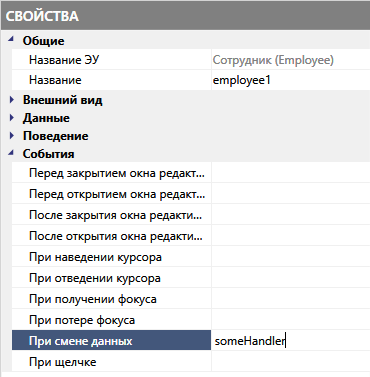 СВОЙСТВА
Общие
Название ЭУ Сотрудник (Employee)
Название employee1
Внешний вид
Данные
Поведение
События
Перед закрытием окна редакт...
Перед открытием окна редакт...
После закрытия окна редакти...
После открытия окна редакти...
При наведении курсора
При отведении курсора
При получении фокуса
При потере фокуса
При смене данных someHandler
При щелчке